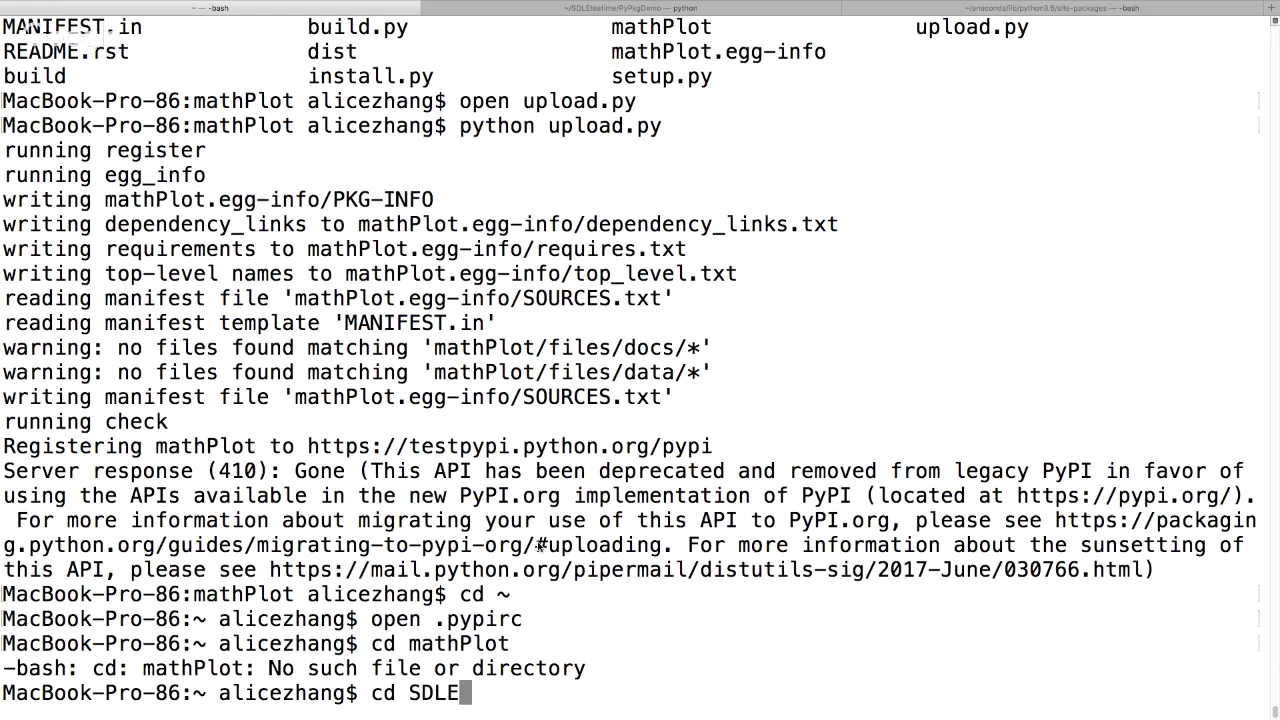 ~ — -bash
~/SDLEteatime/PyPkgDemo — python
~/anaconda/lib/python3.6/site-packages — -bash
MANIFEST.in build.py mathPlot upload.py
README.rst dist mathPlot.egg-info
build install.py setup.py
MacBook-Pro-86:mathPlot alicezhang$ open upload.py
MacBook-Pro-86:mathPlot alicezhang$ python upload.py
running register
running egg_info
writing mathPlot.egg-info/PKG-INFO
writing dependency_links to mathPlot.egg-info/dependency_links.txt
writing requirements to mathPlot.egg-info/requires.txt
writing top-level names to mathPlot.egg-info/top_level.txt
reading manifest file 'mathPlot.egg-info/SOURCES.txt'
reading manifest template 'MANIFEST.in'
warning: no files found matching 'mathPlot/files/docs/*'
warning: no files found matching 'mathPlot/files/data/*'
writing manifest file 'mathPlot.egg-info/SOURCES.txt'
running check
Registering mathPlot to https://testpypi.python.org/pypi
Server response (410): Gone (This API has been deprecated and removed from legacy PyPI in favor of
using the APIs available in the new PyPI.org implementation of PyPI (located at https://pypi.org/).
For more information about migrating your use of this API to PyPI.org, please see https://packagin
g.python.org/guides/migrating-to-pypi-org/#uploading. For more information about the sunsetting of
this API, please see https://mail.python.org/pipermail/distutils-sig/2017-June/030766.html)
MacBook-Pro-86:mathPlot alicezhang$ cd ~
MacBook-Pro-86:~ alicezhang$ open .pypirc
MacBook-Pro-86:~ alicezhang$ cd mathPlot
-bash: cd: mathPlot: No such file or directory
MacBook-Pro-86:~ alicezhang$ cd SDLE